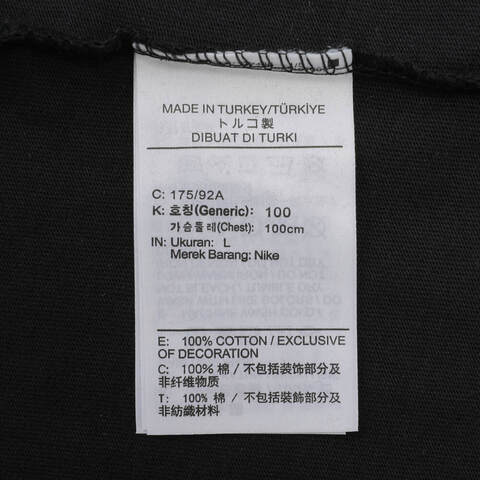 MADE IN TURKEY/TÜRKİYE
トルコ製
DIBUAT DI TURKI
C: 175/92A
K: 호칭(Generic): 100
가슴둘레(Chest): 100cm
IN: Ukuran: L
Merek Barang: Nike
E: 100% COTTON / EXCLUSIVE
OF DECORATION
C: 100% 棉 / 不包括装饰部分及
非纤维物质
T: 100% 棉 / 不包括裝飾部分及
非紡織材料